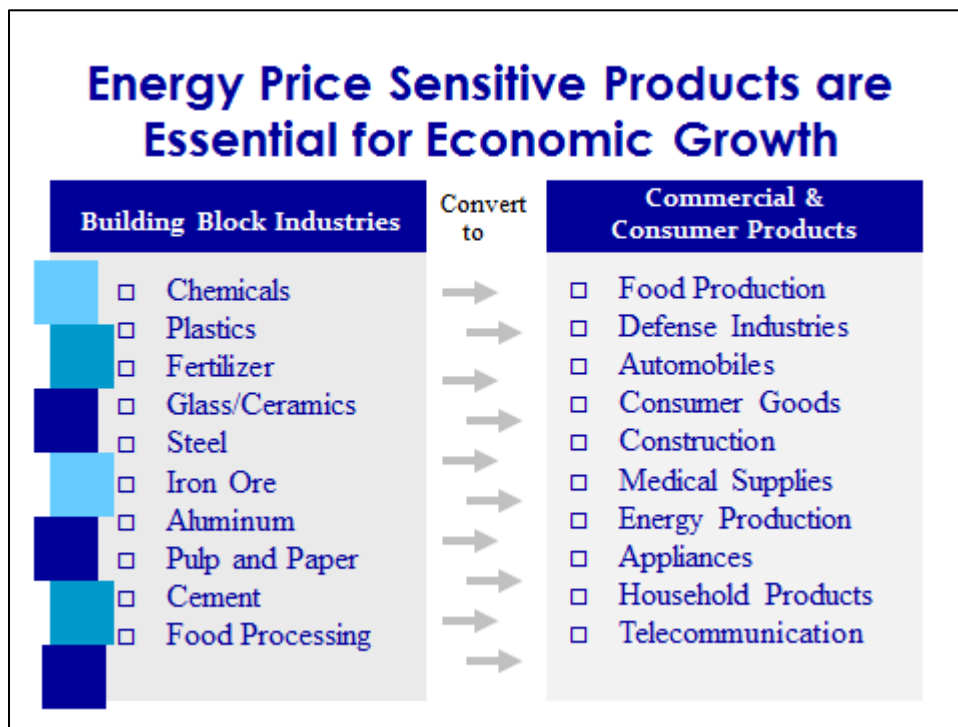 Energy Price Sensitive Products are
Essential for Economic Growth
Building Block Industries
Convert
to
Commercial &
Consumer Products
Chemicals
Plastics
Fertilizer
Glass/Ceramics
Steel
Iron Ore
Aluminum
Pulp and Paper
Cement
Food Processing
Food Production
Defense Industries
Automobiles
Consumer Goods
Construction
Medical Supplies
Energy Production
Appliances
Household Products
Telecommunication